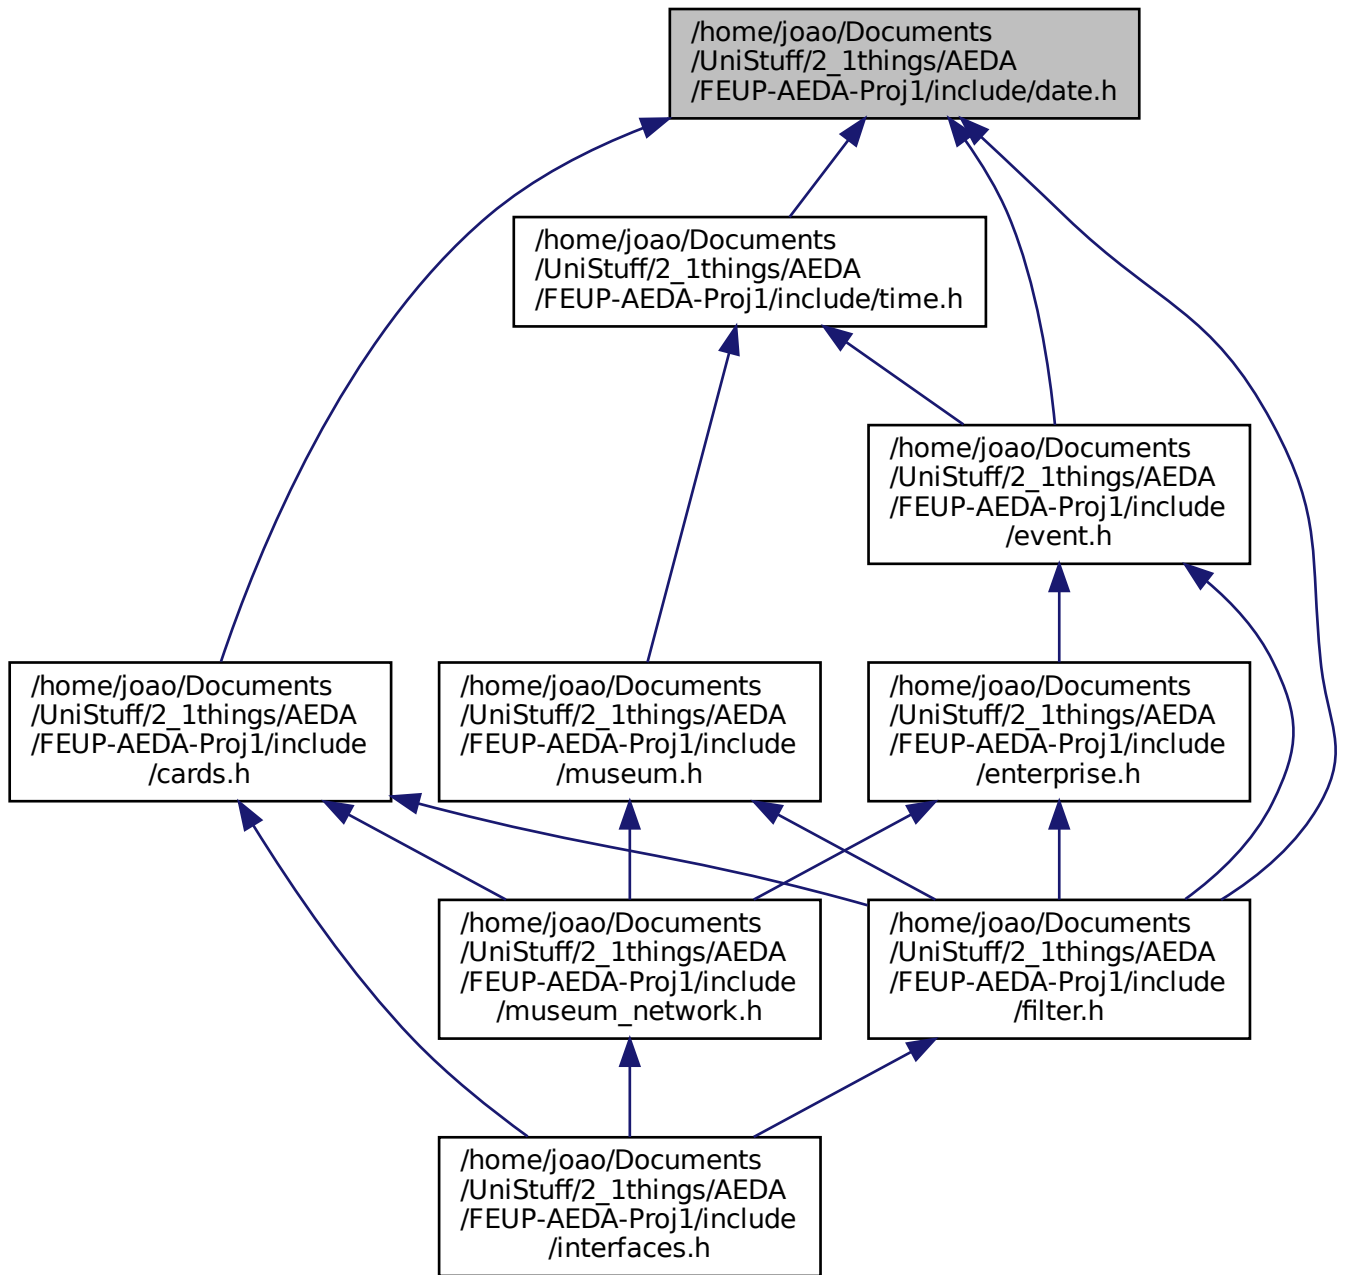 /home/joao/Documents
/UniStuff/2_1things/AEDA
/FEUP-AEDA-Proj1/include/date.h
/home/joao/Documents
/UniStuff/2_1things/AEDA
/FEUP-AEDA-Proj1/include/time.h
/home/joao/Documents
/UniStuff/2_1things/AEDA
/FEUP-AEDA-Proj1/include
/event.h
/home/joao/Documents
/UniStuff/2_1things/AEDA
/FEUP-AEDA-Proj1/include
/cards.h
/home/joao/Documents
/UniStuff/2_1things/AEDA
/FEUP-AEDA-Proj1/include
/museum.h
/home/joao/Documents
/UniStuff/2_1things/AEDA
/FEUP-AEDA-Proj1/include
/enterprise.h
/home/joao/Documents
/UniStuff/2_1things/AEDA
/FEUP-AEDA-Proj1/include
/museum_network.h
/home/joao/Documents
/UniStuff/2_1things/AEDA
/FEUP-AEDA-Proj1/include
/filter.h
/home/joao/Documents
/UniStuff/2_1things/AEDA
/FEUP-AEDA-Proj1/include
/interfaces.h